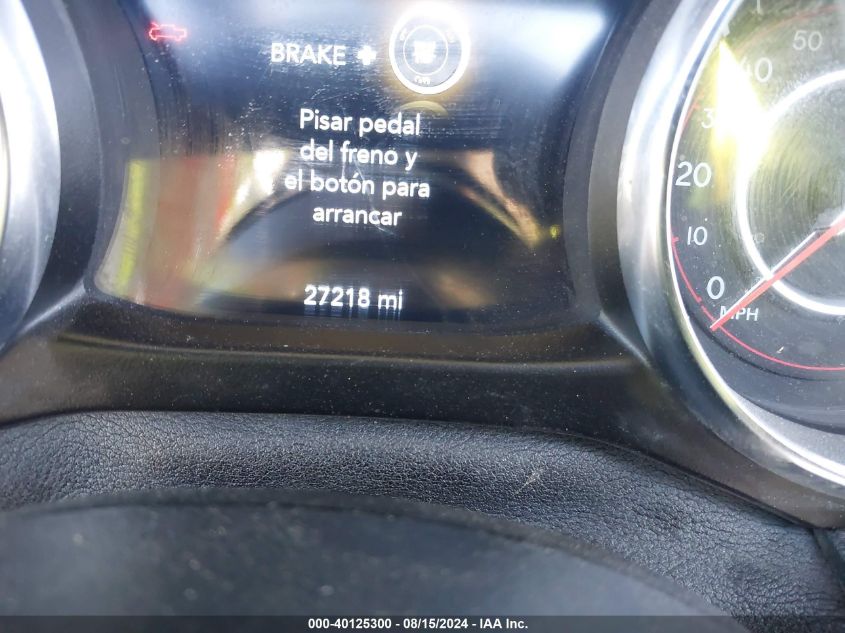 BRAKE +
Pisar pedal
del freno y
el botón para
arrancar
27218 mi
50
40
20
10
0
MPH
000-40125300 - 08/15/2024 - IAA Inc.